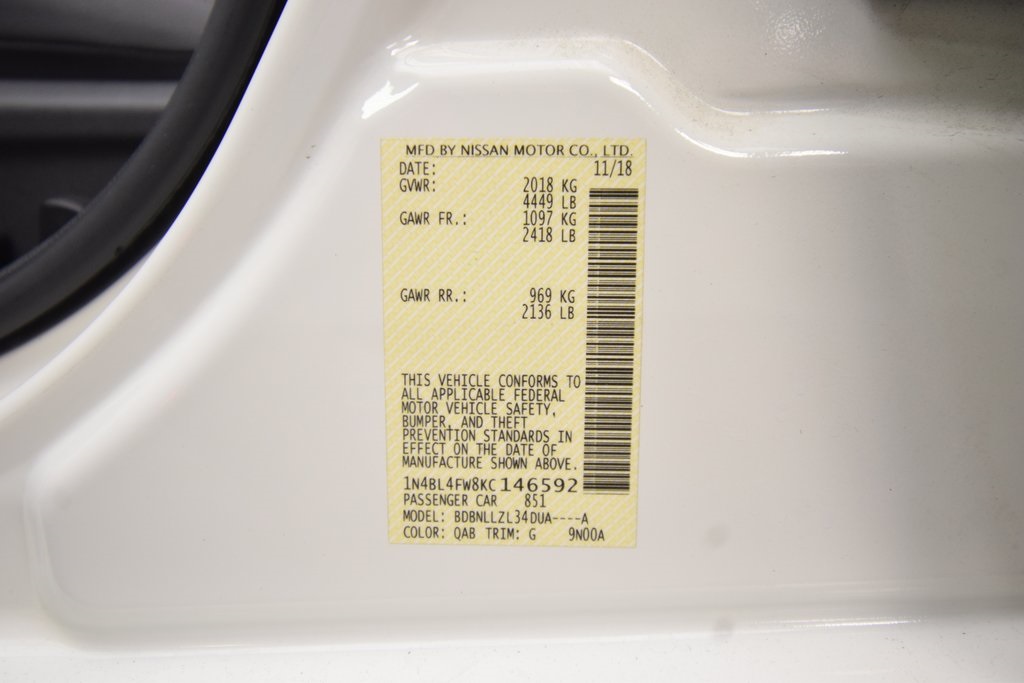 MFD BY NISSAN MOTOR CO., LTD.
DATE: 11/18
GVWR: 2018 KG
4449 LB
GAWR FR.: 1097 KG
2418 LB
GAWR RR.: 969 KG
2136 LB
THIS VEHICLE CONFORMS TO
ALL APPLICABLE FEDERAL
MOTOR VEHICLE SAFETY,
BUMPER, AND THEFT
PREVENTION STANDARDS IN
EFFECT ON THE DATE OF
MANUFACTURE SHOWN ABOVE.
1N4BL4FW8KC146592
PASSENGER CAR 851
MODEL: BDBNLLZL34DUA----A
COLOR: QAB TRIM: G 9N00A